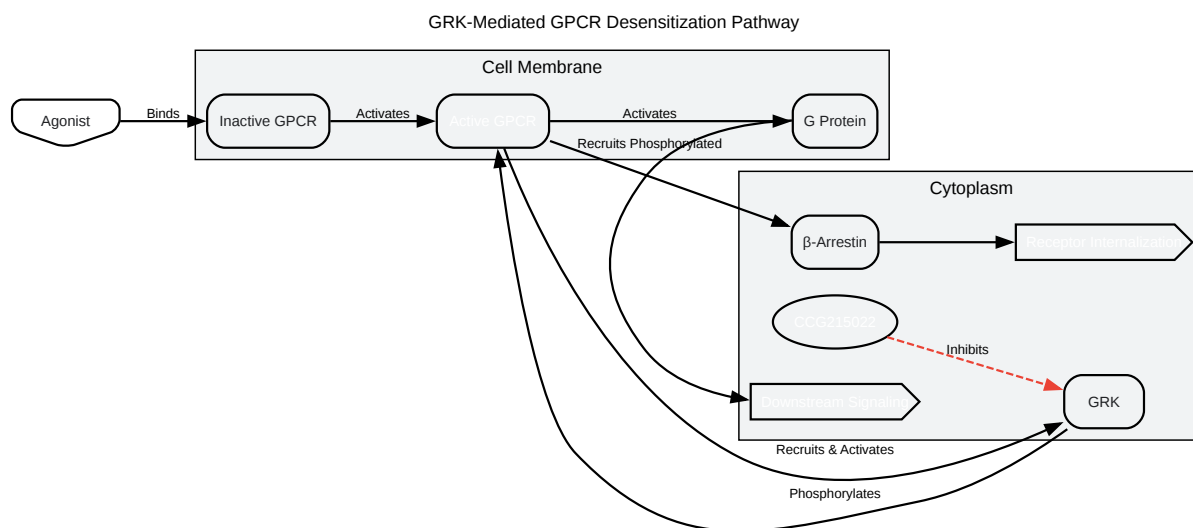 GRK-Mediated GPCR Desensitization Pathway
Cell Membrane
Agonist
Binds
Inactive GPCR
Activates
Active GPCR
Activates
G Protein
Recruits Phosphorylated
Cytoplasm
β-Arrestin
Receptor Internalization
CCG215022
Inhibits
Downstream Signaling
GRK
Recruits & Activates
Phosphorylates